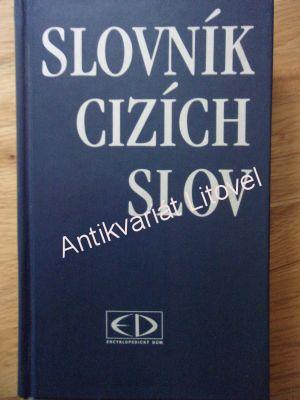 SLOVNÍK
CIZÍCH
SLOV
Antikvariát Litovel
ED
ENCYKLOPEDICKÝ DŮM